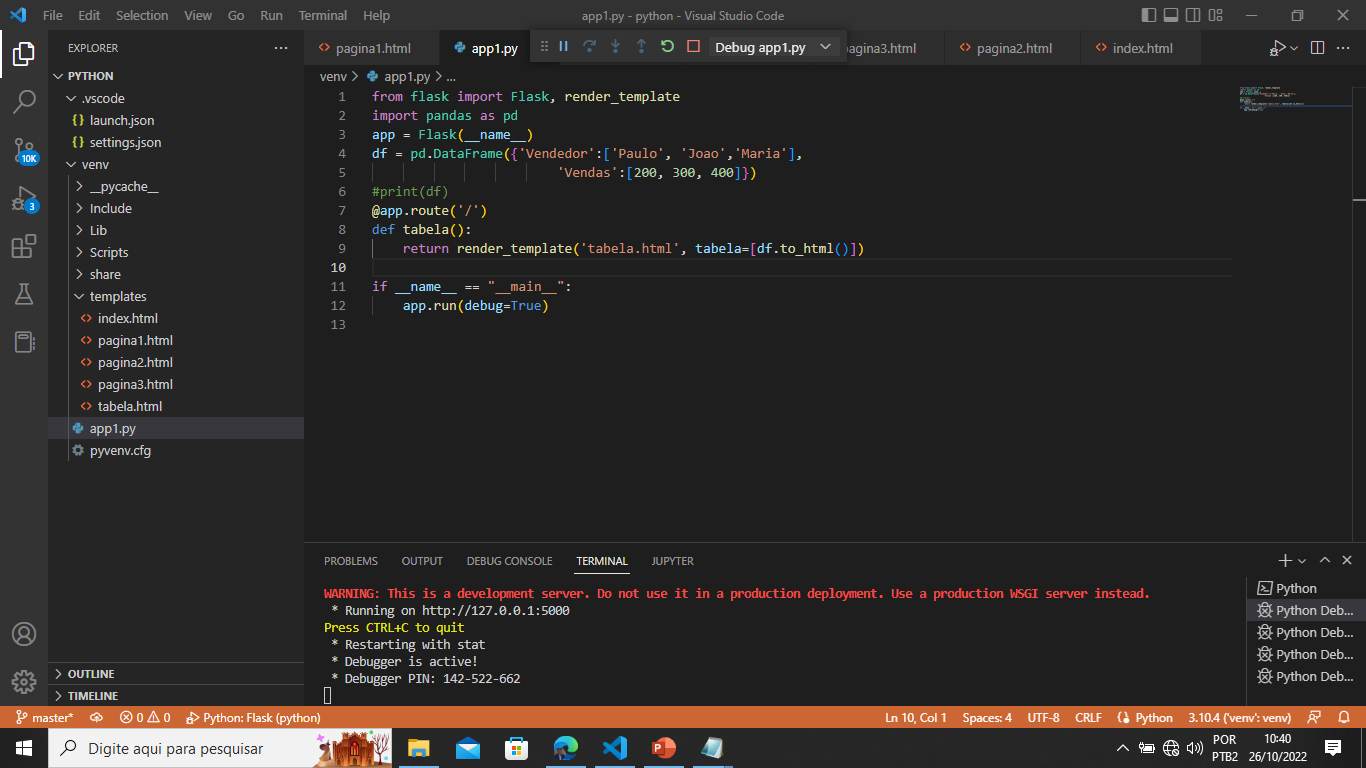 File Edit Selection View Go Run Terminal Help
app1.py - python - Visual Studio Code
EXPLORER
PYTHON
.vscode
launch.json
settings.json
venv
__pycache__
Include
Lib
Scripts
share
templates
index.html
pagina1.html
pagina2.html
pagina3.html
tabela.html
app1.py
pyvenv.cfg
OUTLINE
TIMELINE
10K
3
pagina1.html
app1.py
Debug app1.py
pagina3.html
pagina2.html
index.html
venv > app1.py > ...
1 from flask import Flask, render_template
2 import pandas as pd
3 app = Flask(__name__)
4 df = pd.DataFrame({'Vendedor':['Paulo', 'Joao','Maria'],
5 'Vendas':[200, 300, 400]})
6 #print(df)
7 @app.route('/')
8 def tabela():
9 return render_template('tabela.html', tabela=[df.to_html()])
10
11 if __name__ == "__main__":
12 app.run(debug=True)
13
PROBLEMS OUTPUT DEBUG CONSOLE TERMINAL JUPYTER
WARNING: This is a development server. Do not use it in a production deployment. Use a production WSGI server instead.
* Running on http://127.0.0.1:5000
Press CTRL+C to quit
* Restarting with stat
* Debugger is active!
* Debugger PIN: 142-522-662
Python
Python Deb...
Python Deb...
Python Deb...
Python Deb...
master* 0 0 Python: Flask (python)
Ln 10, Col 1 Spaces: 4 UTF-8 CRLF Python 3.10.4 ('venv': venv)
Digite aqui para pesquisar
POR
PTB2
10:40
26/10/2022